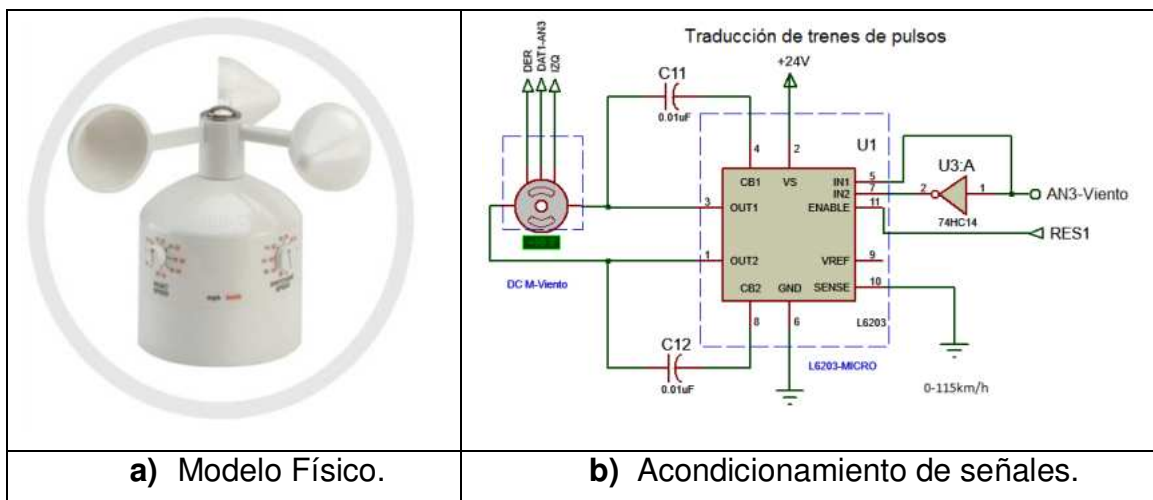 Traducción de trenes de pulsos
+24V
DER
DAT1-AN3
IZQ
C11
0.01uF
U1
4
2
CB1
VS
IN1
5
IN2
7
ENABLE
11
3
OUT1
1
OUT2
VREF
9
CB2
GND
SENSE
10
8
6
L6203
L6203-MICRO
U3:A
2
1
74HC14
AN3-Viento
RES1
DC M-Viento
C12
0.01uF
0-115km/h
a) Modelo Físico.
b) Acondicionamiento de señales.